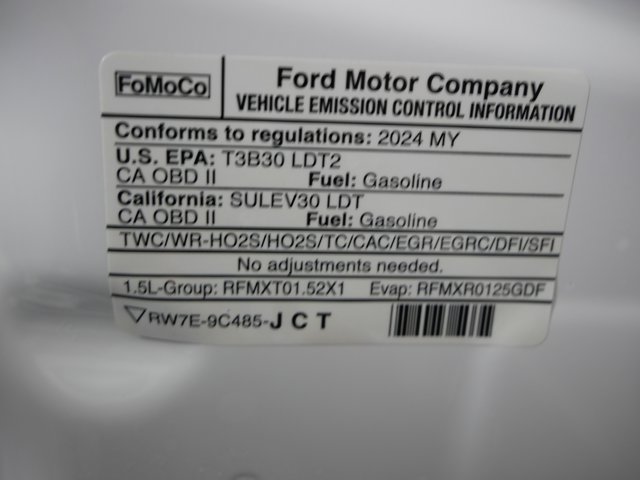 FoMoCo
Ford Motor Company
VEHICLE EMISSION CONTROL INFORMATION
Conforms to regulations: 2024 MY
U.S. EPA: T3B30 LDT2
CA OBD II Fuel: Gasoline
California: SULEV30 LDT
CA OBD II Fuel: Gasoline
TWC/WR-HO2S/HO2S/TC/CAC/EGR/EGRC/DFI/SFI
No adjustments needed.
1.5L-Group: RFMXT01.52X1 Evap: RFMXR0125GDF
RW7E-9C485-JCT